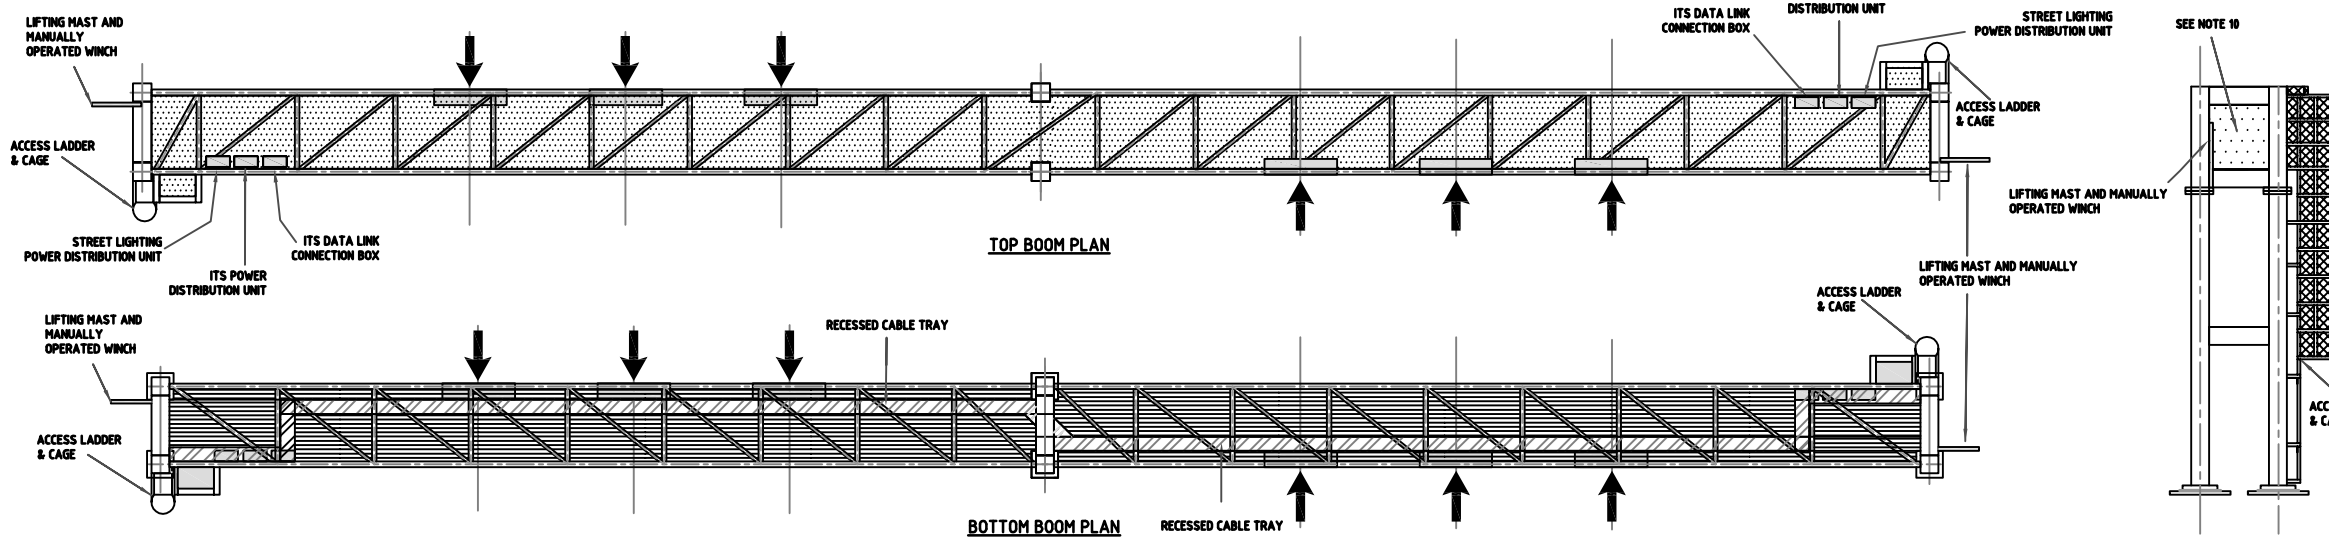 LIFTING MAST AND
MANUALLY
OPERATED WINCH
ITS DATA LINK
CONNECTION BOX
DISTRIBUTION UNIT
STREET LIGHTING
POWER DISTRIBUTION UNIT
SEE NOTE 10
ACCESS LADDER
& CAGE
ACCESS LADDER
& CAGE
LIFTING MAST AND MANUALLY
OPERATED WINCH
STREET LIGHTING
POWER DISTRIBUTION UNIT
ITS DATA LINK
CONNECTION BOX
ITS POWER
DISTRIBUTION UNIT
TOP BOOM PLAN
LIFTING MAST AND MANUALLY
OPERATED WINCH
ACCESS LADDER
& CAGE
LIFTING MAST AND
MANUALLY
OPERATED WINCH
RECESSED CABLE TRAY
ACCESS LADDER
& CAGE
BOTTOM BOOM PLAN
RECESSED CABLE TRAY